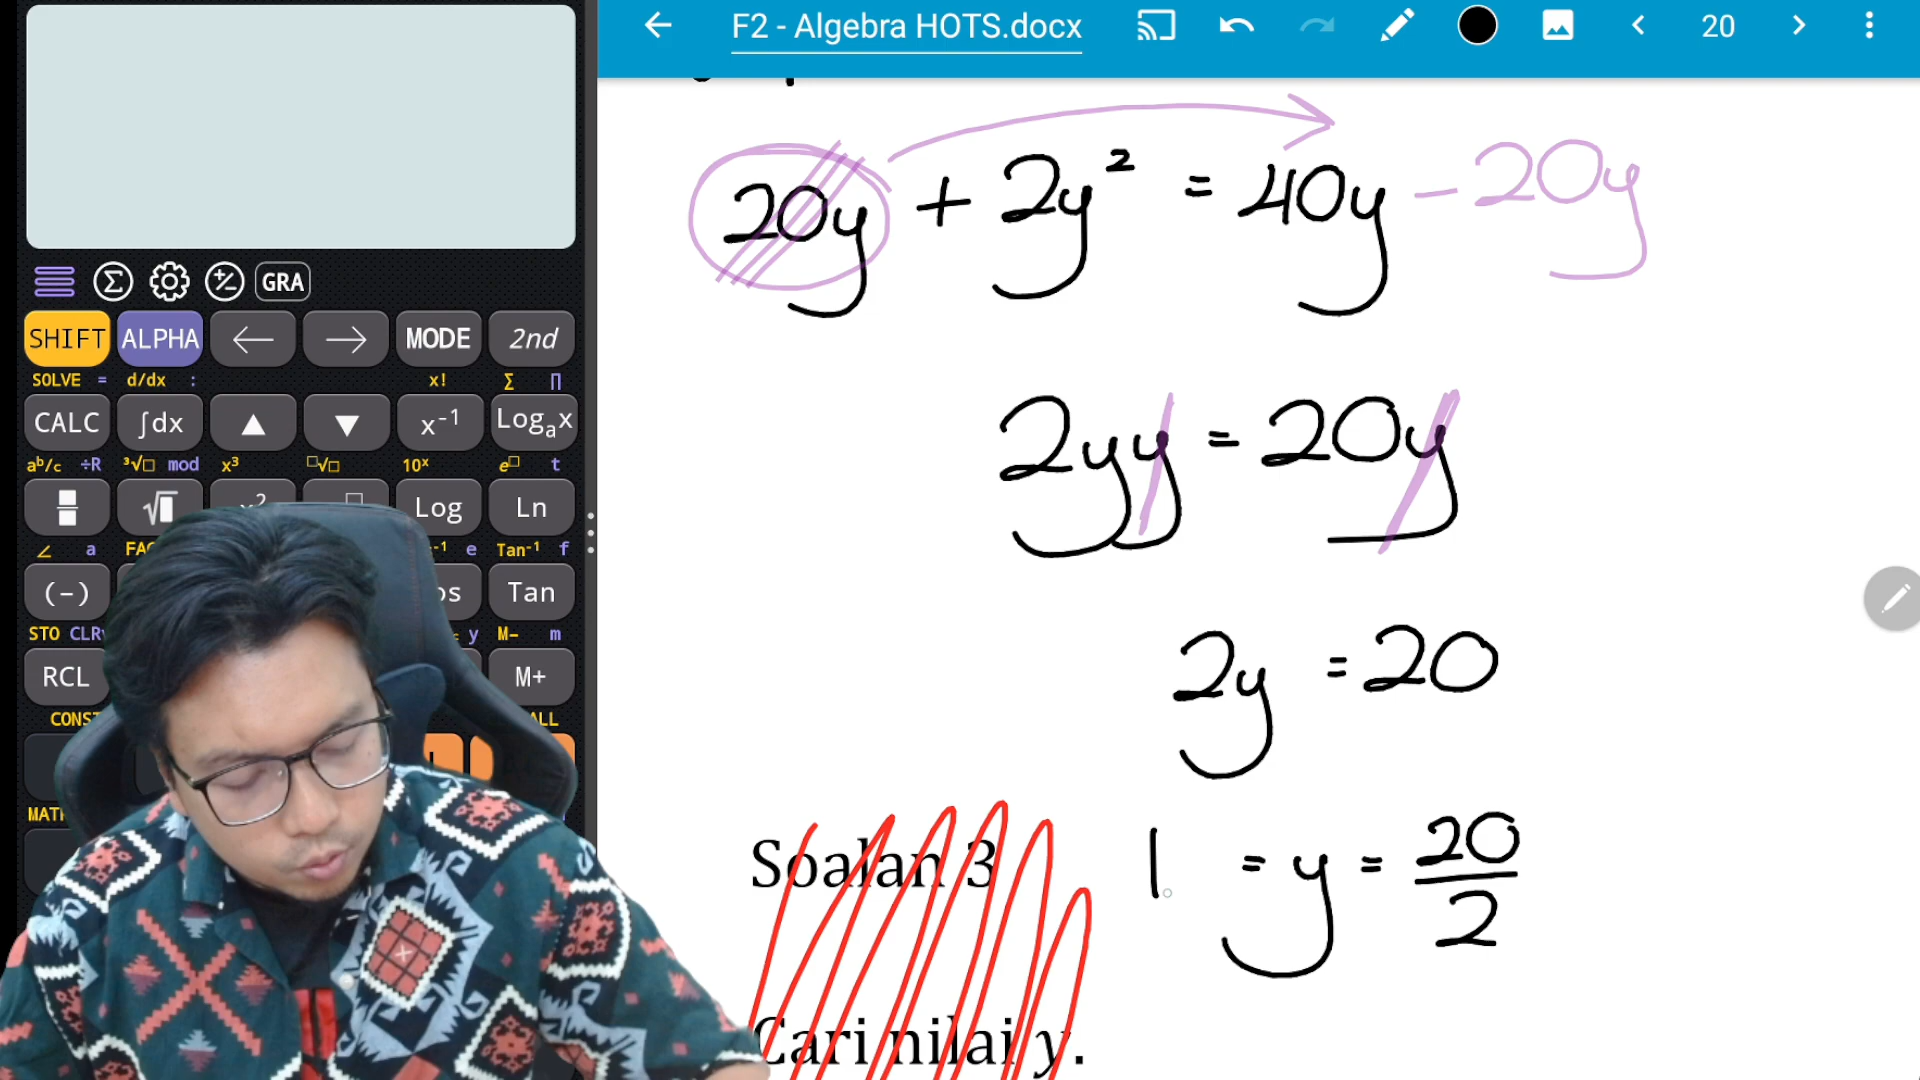 F2 - Algebra HOTS.docx
20
20y + 2y² = 40y - 20y
2yy = 20y
2y = 20
1 = y = 20/2
Soalan 3
Cari nilai y.
GRA
SHIFT ALPHA ← → MODE 2nd
SOLVE = d/dx : x! Σ ∏
CALC ∫dx ▲ ▼ x⁻¹ Logₐx
aᵇ/c ÷R ³√□ mod x³ □√□ 10ˣ e□ t
Log Ln
∠ a Tan⁻¹ f
(−) Tan
STO y M− m
RCL M+